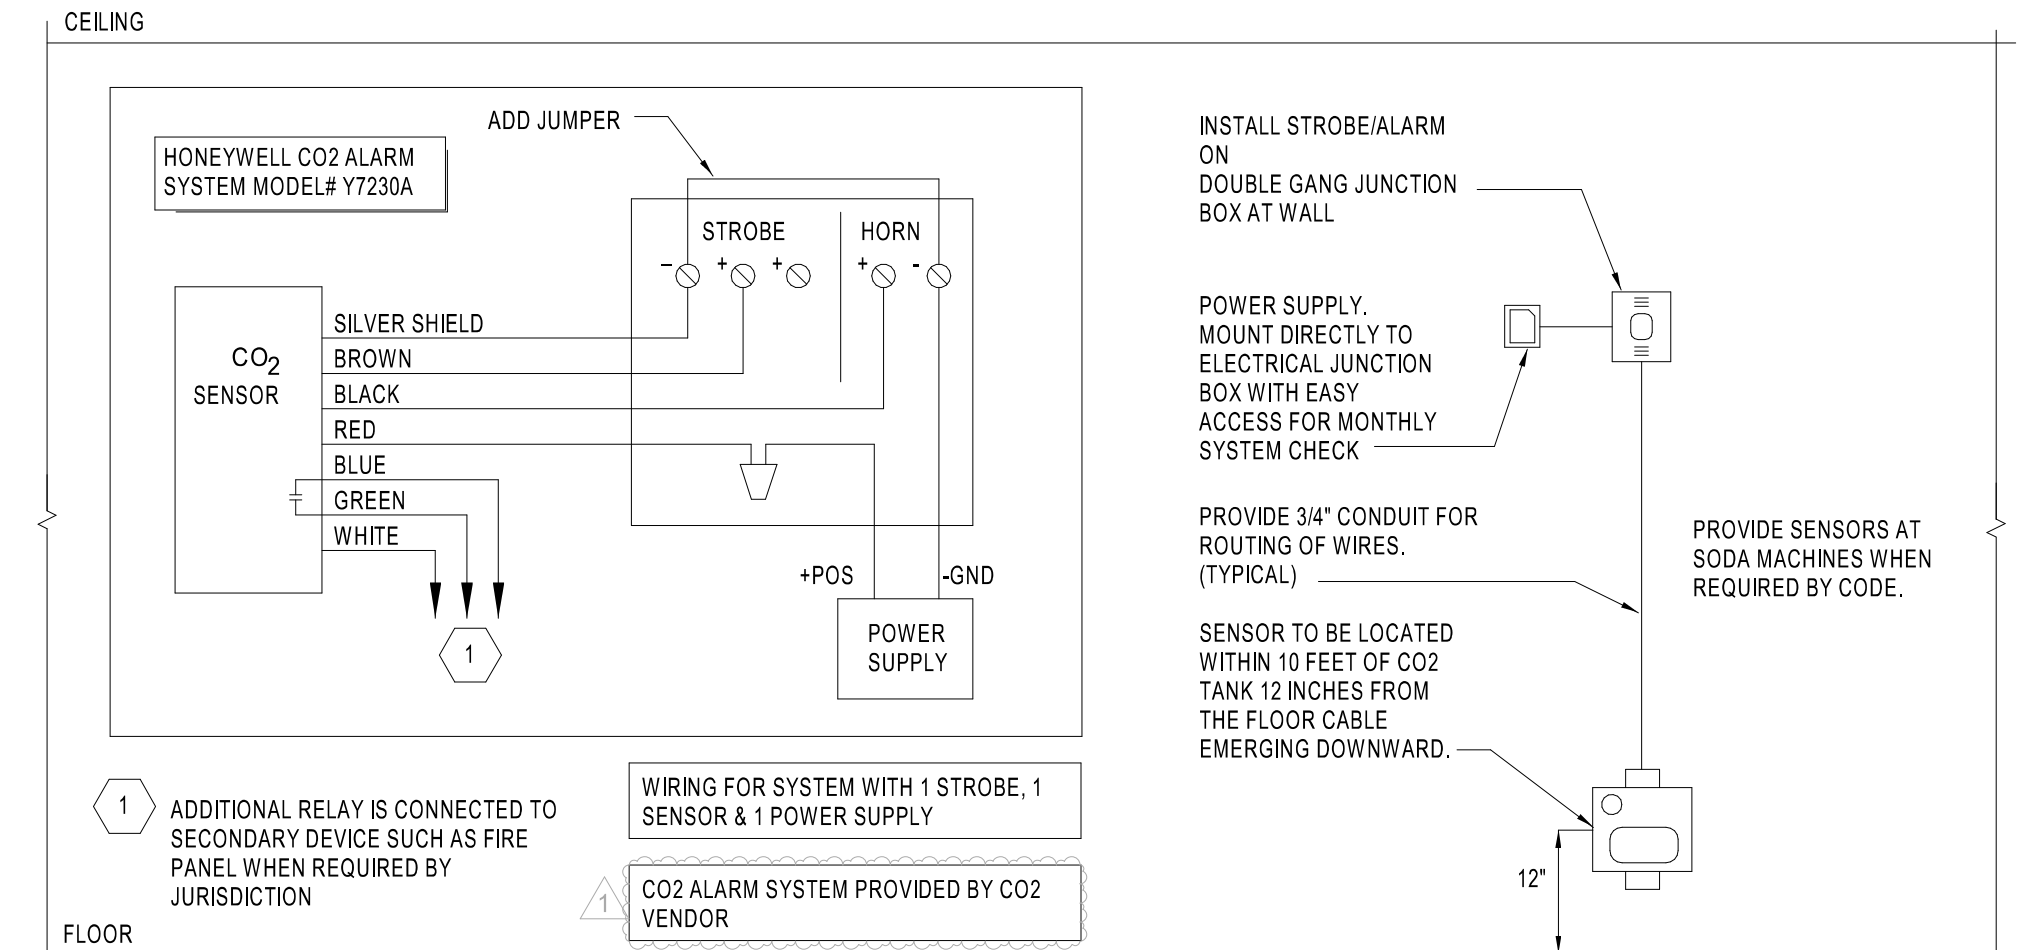 CEILING
ADD JUMPER
HONEYWELL CO2 ALARM
SYSTEM MODEL# Y7230A
STROBE
HORN
– + + + -
CO2
SENSOR
SILVER SHIELD
BROWN
BLACK
RED
BLUE
GREEN
WHITE
1
+POS
-GND
POWER
SUPPLY
1
ADDITIONAL RELAY IS CONNECTED TO
SECONDARY DEVICE SUCH AS FIRE
PANEL WHEN REQUIRED BY
JURISDICTION
WIRING FOR SYSTEM WITH 1 STROBE, 1
SENSOR & 1 POWER SUPPLY
1
CO2 ALARM SYSTEM PROVIDED BY CO2
VENDOR
FLOOR
INSTALL STROBE/ALARM
ON
DOUBLE GANG JUNCTION
BOX AT WALL
POWER SUPPLY.
MOUNT DIRECTLY TO
ELECTRICAL JUNCTION
BOX WITH EASY
ACCESS FOR MONTHLY
SYSTEM CHECK
PROVIDE 3/4" CONDUIT FOR
ROUTING OF WIRES.
(TYPICAL)
SENSOR TO BE LOCATED
WITHIN 10 FEET OF CO2
TANK 12 INCHES FROM
THE FLOOR CABLE
EMERGING DOWNWARD.
12"
PROVIDE SENSORS AT
SODA MACHINES WHEN
REQUIRED BY CODE.